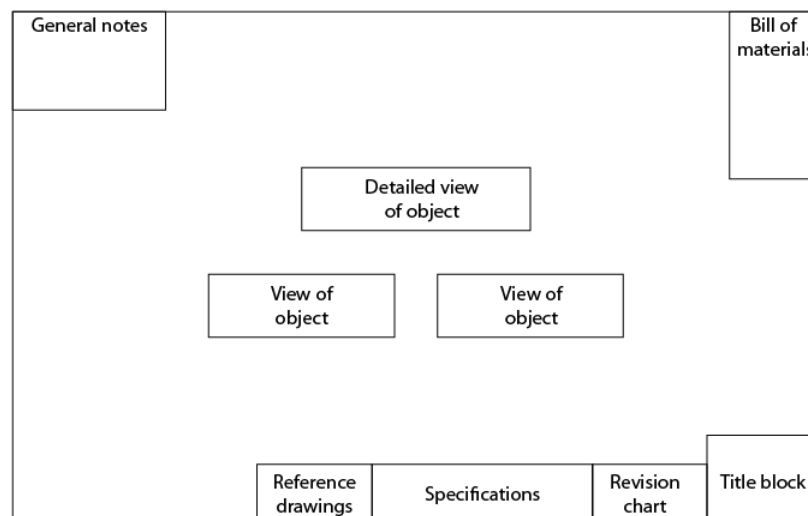 General notes
Bill of
materials
Detailed view
of object
View of
object
View of
object
Reference
drawings
Specifications
Revision
chart
Title block